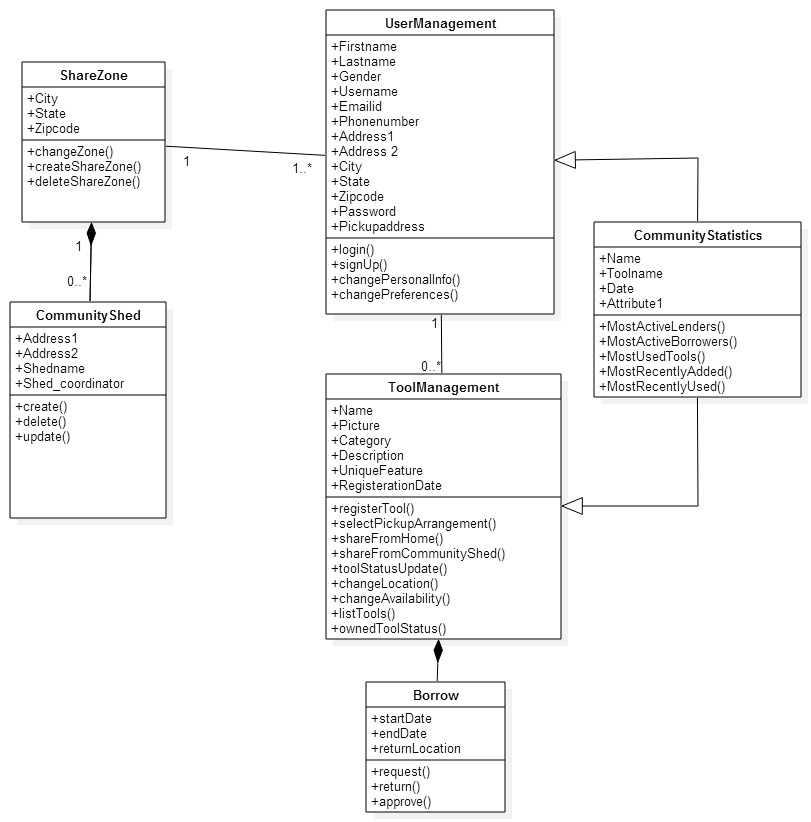 UserManagement
+Firstname
+Lastname
+Gender
+Username
+Emailid
+Phonenumber
+Address1
+Address 2
+City
+State
+Zipcode
+Password
+Pickupaddress
+login()
+signUp()
+changePersonalInfo()
+changePreferences()
ShareZone
+City
+State
+Zipcode
+changeZone()
+createShareZone()
+deleteShareZone()
1
1..*
1
0..*
CommunityShed
+Address1
+Address2
+Shedname
+Shed_coordinator
+create()
+delete()
+update()
CommunityStatistics
+Name
+Toolname
+Date
+Attribute1
+MostActiveLenders()
+MostActiveBorrowers()
+MostUsedTools()
+MostRecentlyAdded()
+MostRecentlyUsed()
1
0..*
ToolManagement
+Name
+Picture
+Category
+Description
+UniqueFeature
+RegisterationDate
+registerTool()
+selectPickupArrangement()
+shareFromHome()
+shareFromCommunityShed()
+toolStatusUpdate()
+changeLocation()
+changeAvailability()
+listTools()
+ownedToolStatus()
Borrow
+startDate
+endDate
+returnLocation
+request()
+return()
+approve()